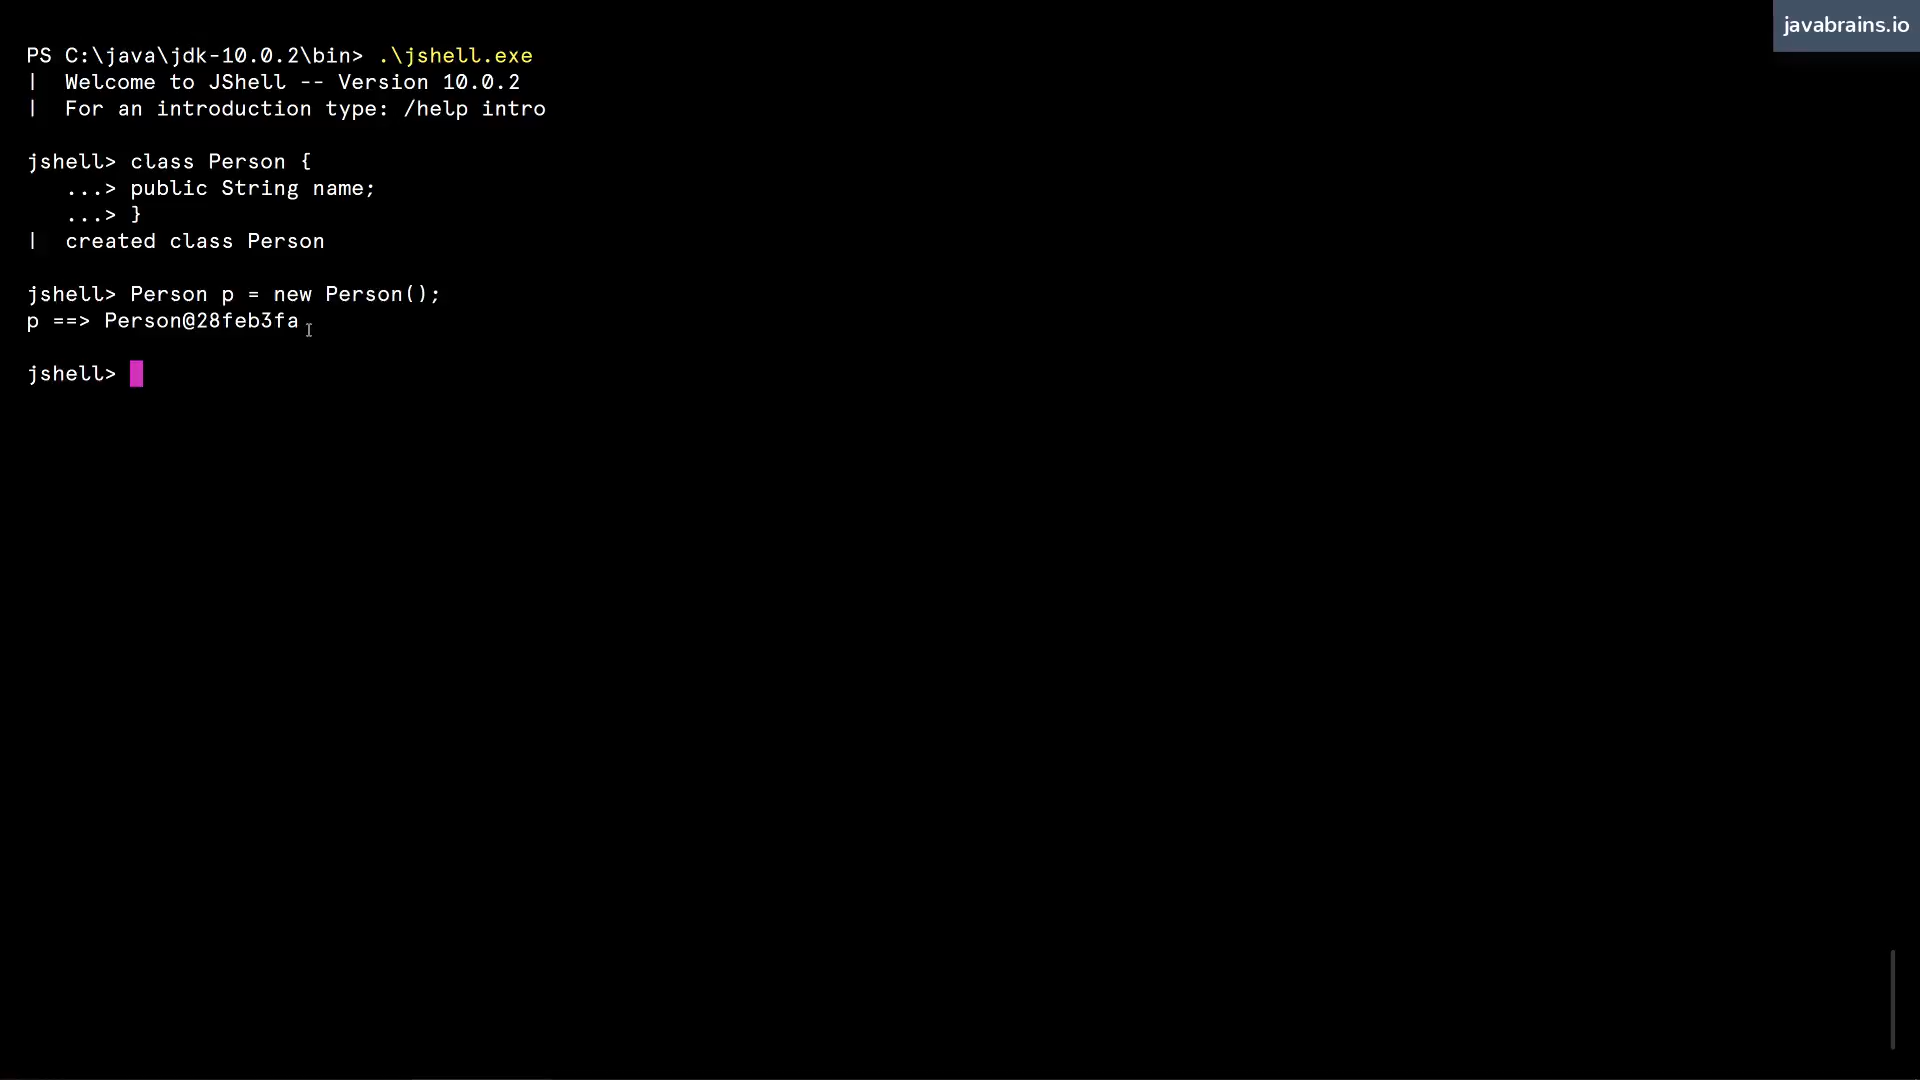 javabrains.io
PS C:\java\jdk-10.0.2\bin> .\jshell.exe
|  Welcome to JShell -- Version 10.0.2
|  For an introduction type: /help intro
jshell> class Person {
   ...> public String name;
   ...> }
|  created class Person
jshell> Person p = new Person();
p ==> Person@28feb3fa
jshell>